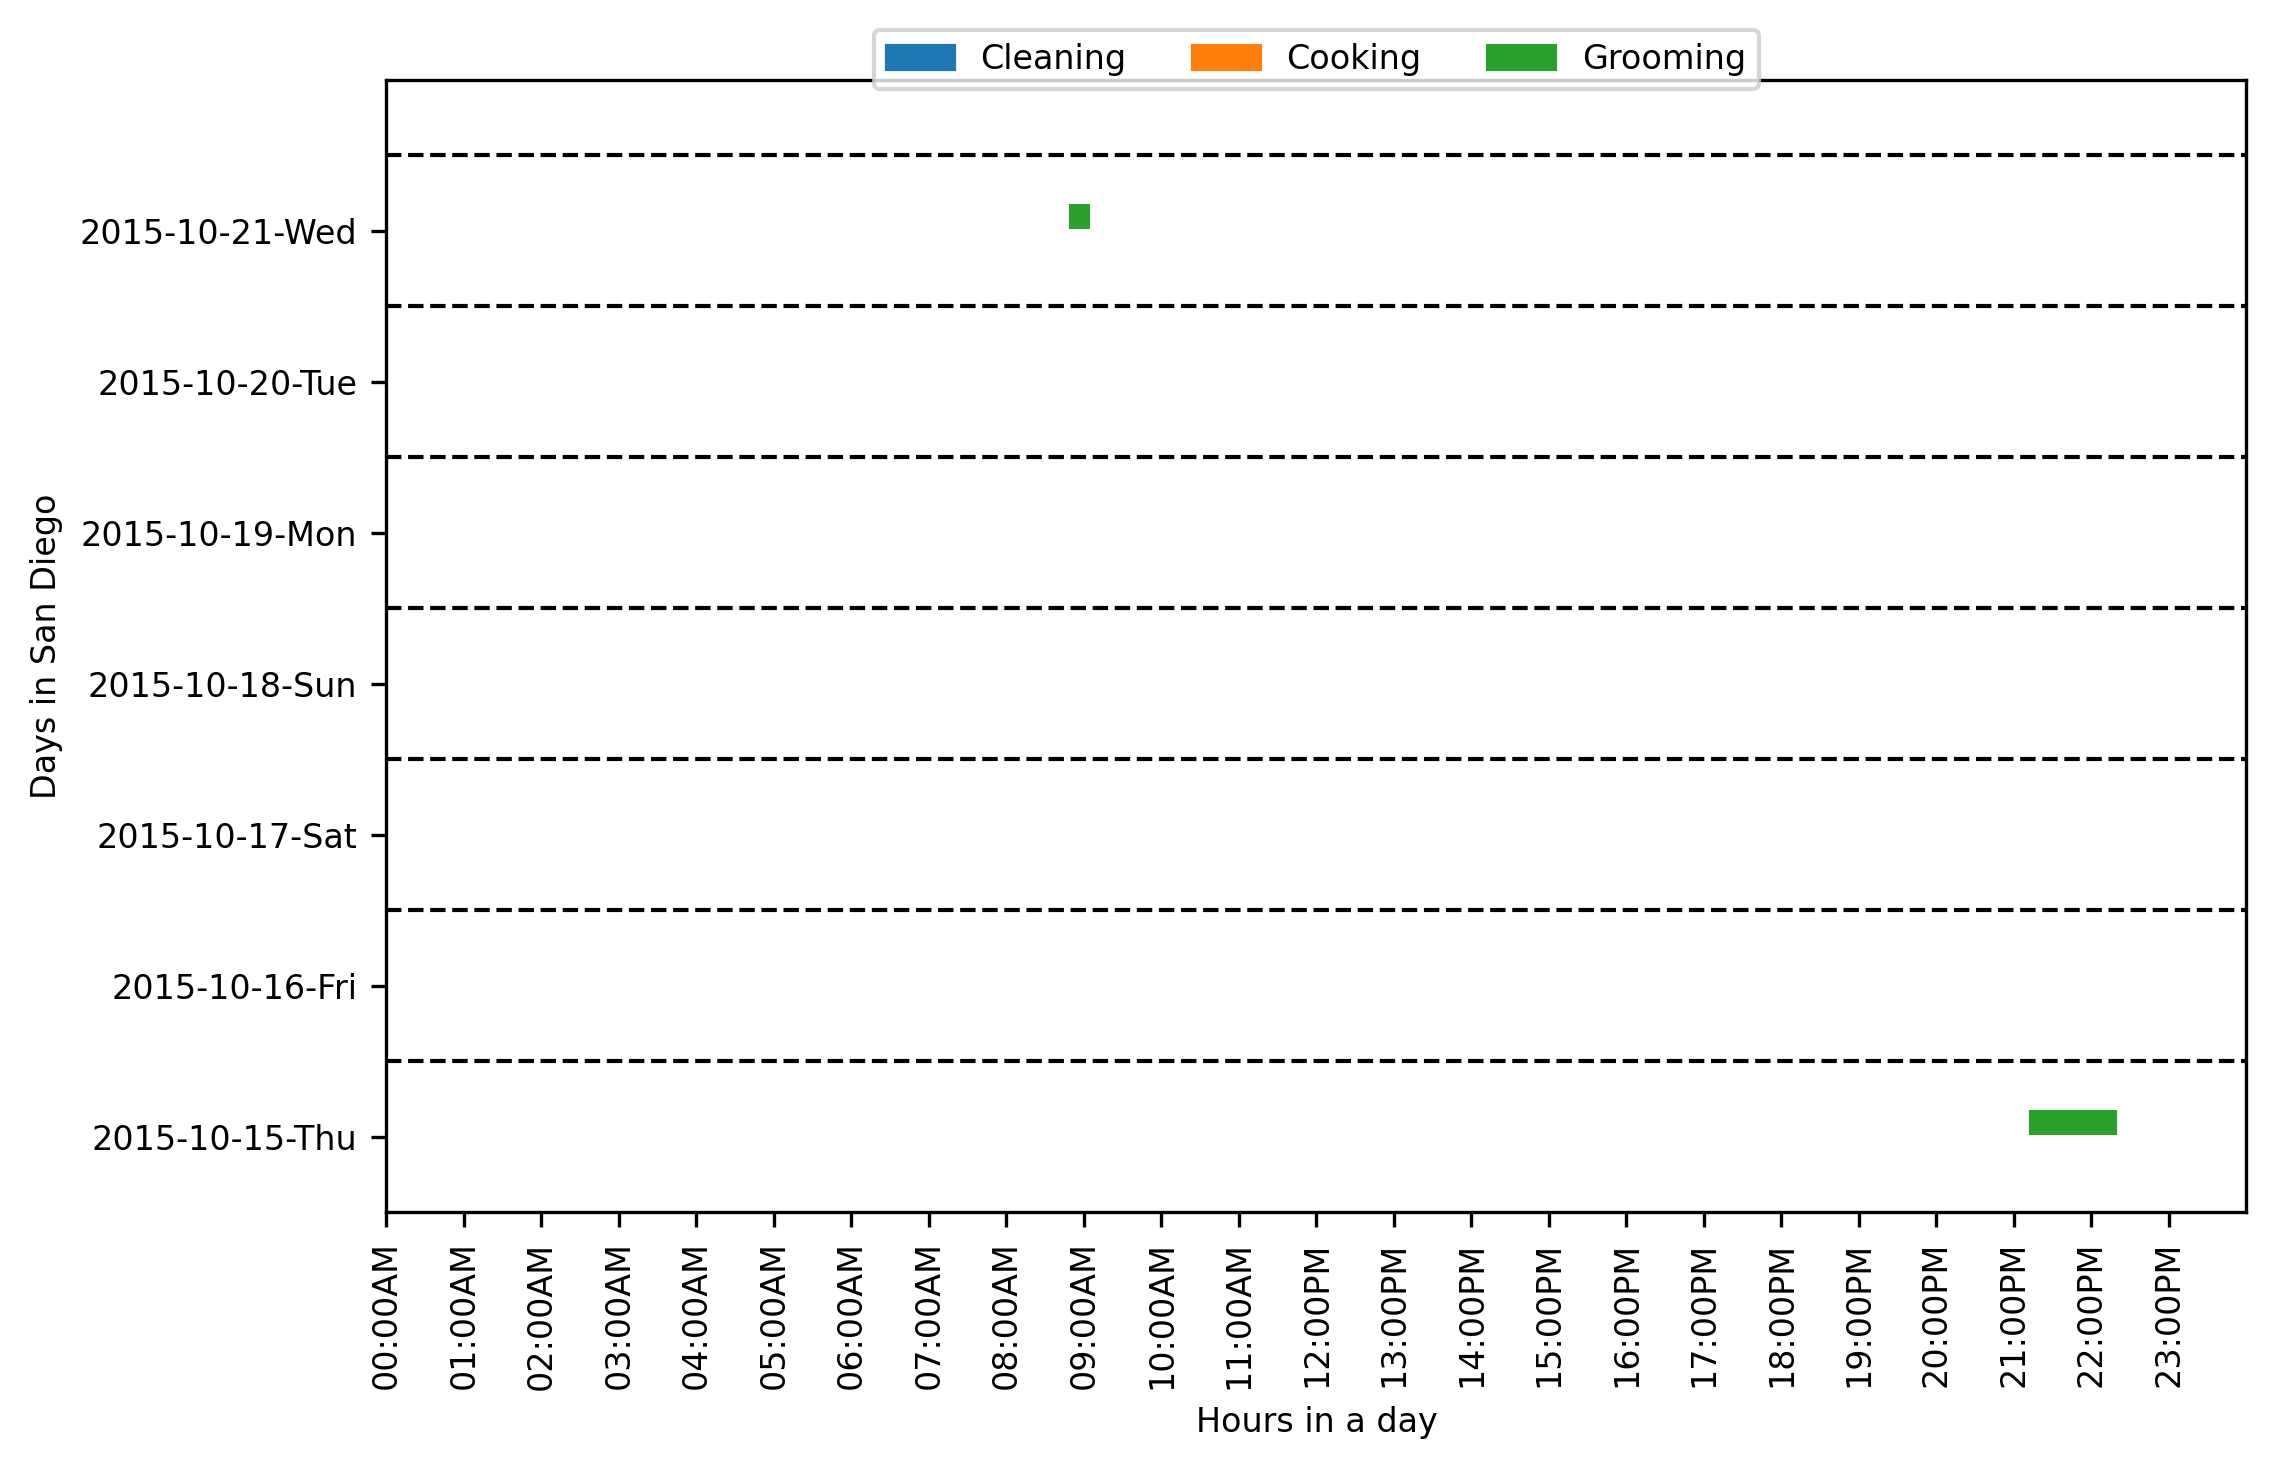 Cleaning Cooking Grooming
2015-10-21-Wed
2015-10-20-Tue
2015-10-19-Mon
2015-10-18-Sun
2015-10-17-Sat
2015-10-16-Fri
2015-10-15-Thu
Days in San Diego
00:00AM
01:00AM
02:00AM
03:00AM
04:00AM
05:00AM
06:00AM
07:00AM
08:00AM
09:00AM
10:00AM
11:00AM
12:00PM
13:00PM
14:00PM
15:00PM
16:00PM
17:00PM
18:00PM
19:00PM
20:00PM
21:00PM
22:00PM
23:00PM
Hours in a day